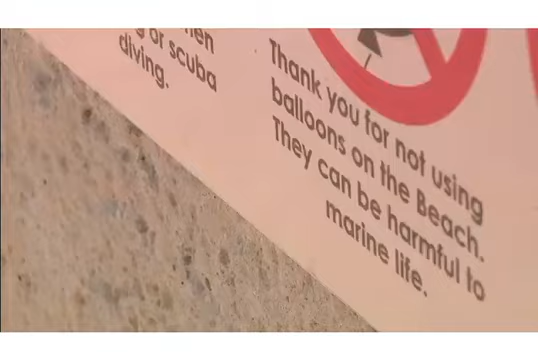 or scuba
diving.
Thank you for not using
balloons on the Beach.
They can be harmful to
marine life.